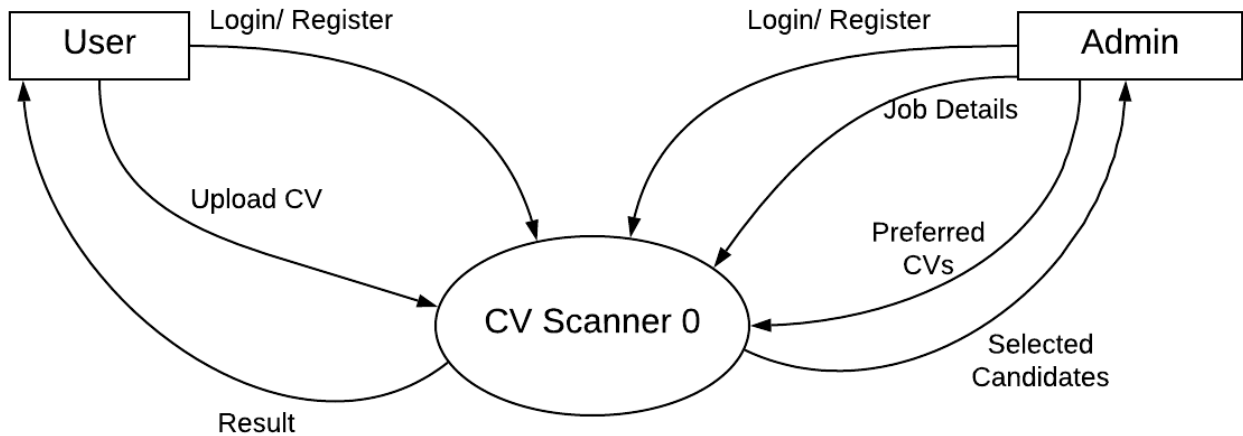 Login/ Register
Login/ Register
User
Admin
Job Details
Upload CV
Preferred
CVs
CV Scanner 0
Selected
Candidates
Result